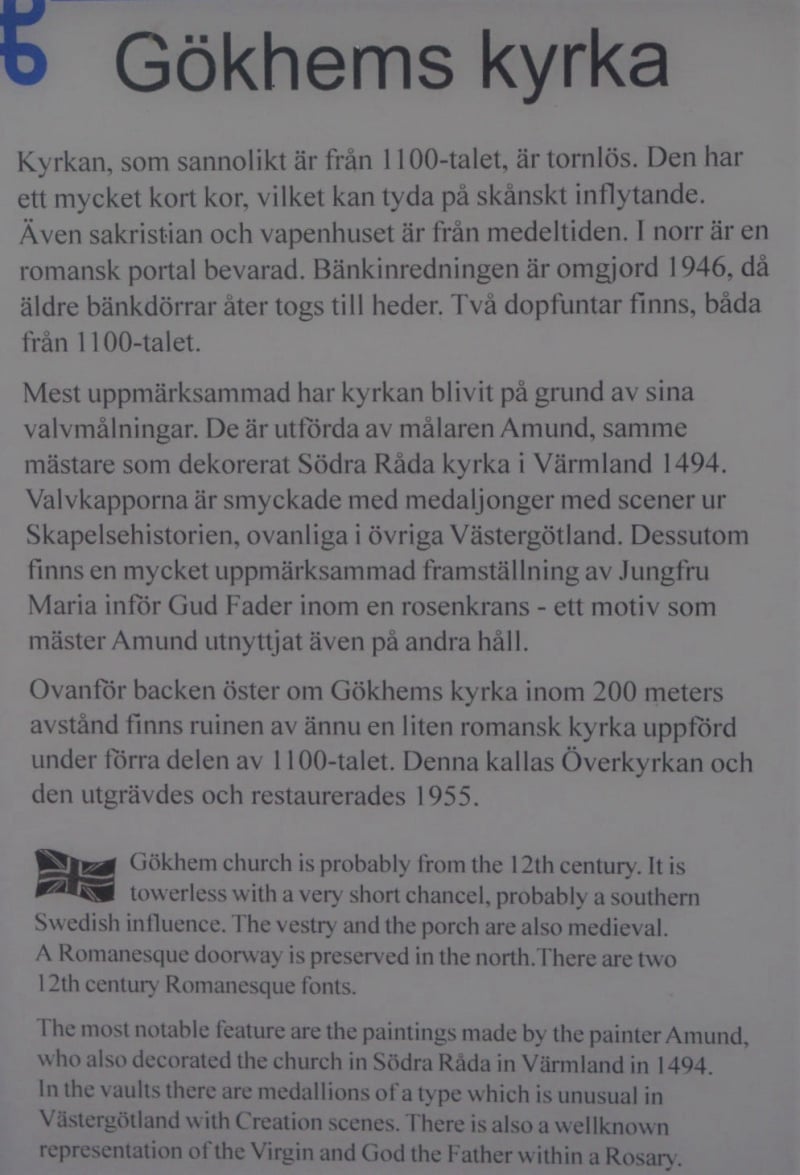 Gökhems kyrka
Kyrkan, som sannolikt är från 1100-talet, är tornlös. Den har
ett mycket kort kor, vilket kan tyda på skånskt inflytande.
Även sakristian och vapenhuset är från medeltiden. I norr är en
romansk portal bevarad. Bänkinredningen är omgjord 1946, då
äldre bänkdörrar åter togs till heder. Två dopfuntar finns, båda
från 1100-talet.
Mest uppmärksammad har kyrkan blivit på grund av sina
valvmålningar. De är utförda av målaren Amund, samme
mästare som dekorerat Södra Råda kyrka i Värmland 1494.
Valvkapporna är smyckade med medaljonger med scener ur
Skapelsehistorien, ovanliga i övriga Västergötland. Dessutom
finns en mycket uppmärksammad framställning av Jungfru
Maria inför Gud Fader inom en rosenkrans - ett motiv som
mäster Amund utnyttjat även på andra håll.
Ovanför backen öster om Gökhems kyrka inom 200 meters
avstånd finns ruinen av ännu en liten romansk kyrka uppförd
under förra delen av 1100-talet. Denna kallas Överkyrkan och
den utgrävdes och restaurerades 1955.
Gökhem church is probably from the 12th century. It is
towerless with a very short chancel, probably a southern
Swedish influence. The vestry and the porch are also medieval.
A Romanesque doorway is preserved in the north.There are two
12th century Romanesque fonts.
The most notable feature are the paintings made by the painter Amund,
who also decorated the church in Södra Råda in Värmland in 1494.
In the vaults there are medallions of a type which is unusual in
Västergötland with Creation scenes. There is also a wellknown
representation of the Virgin and God the Father within a Rosary.